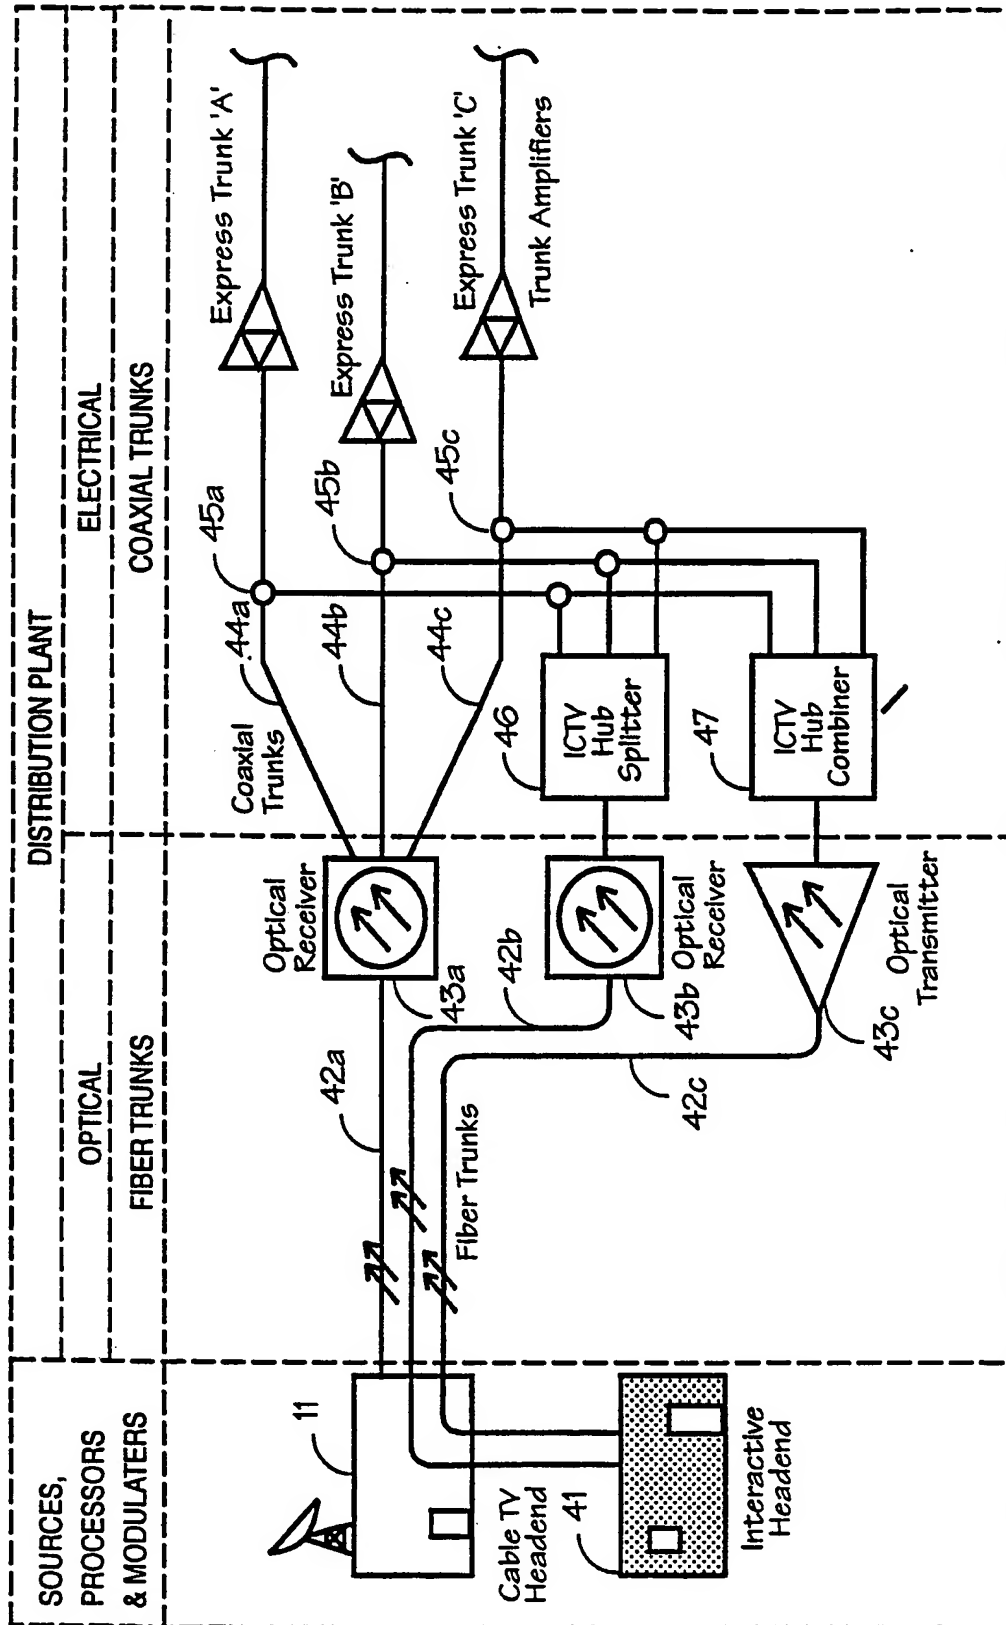 DISTRIBUTION PLANT
SOURCES,
PROCESSORS
& MODULATERS
OPTICAL
ELECTRICAL
FIBER TRUNKS
COAXIAL TRUNKS
11
Cable TV
Headend
41
Interactive
Headend
42a
Fiber Trunks
42b
42c
Optical
Receiver
43a
Optical
Receiver
43b
Optical
Transmitter
43c
Coaxial
Trunks
44a
44b
44c
45a
45b
45c
46
ICTV
Hub
Splitter
47
ICTV
Hub
Combiner
Express Trunk 'A'
Express Trunk 'B'
Express Trunk 'C'
Trunk Amplifiers